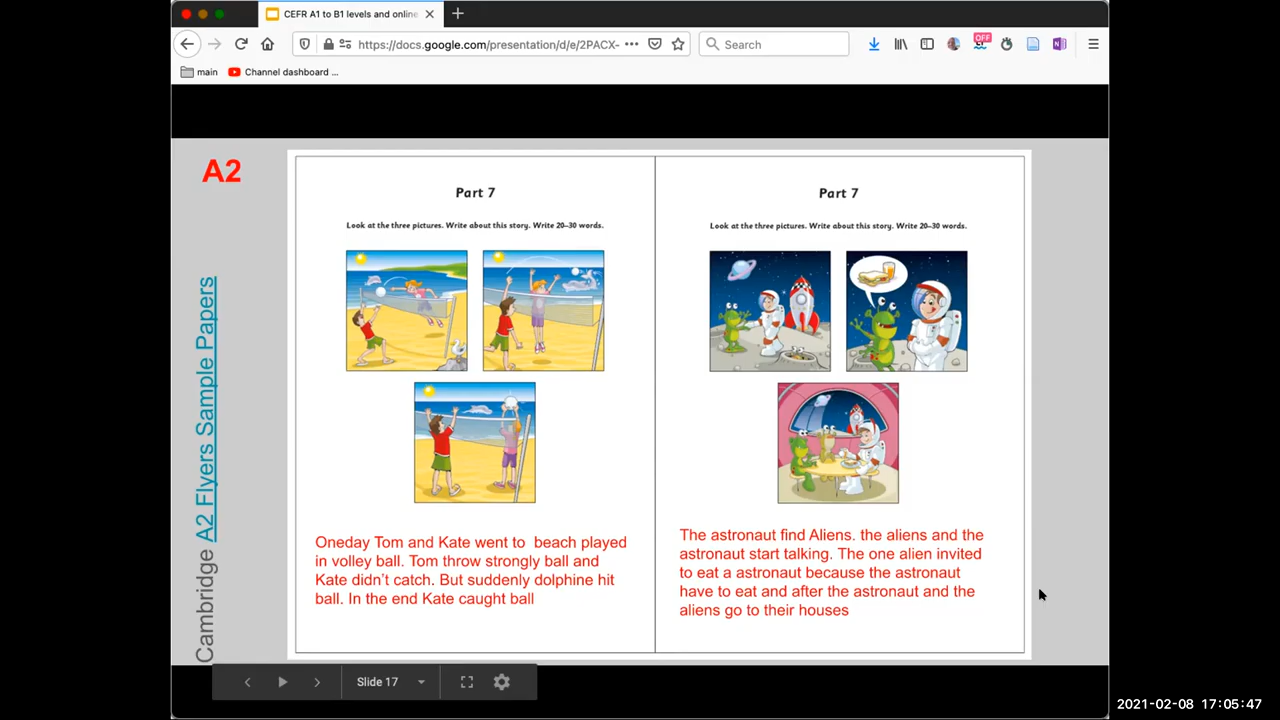 CEFR A1 to B1 levels and online
https://docs.google.com/presentation/d/e/2PACX-
Search
OFF
main
Channel dashboard ...
A2
Cambridge A2 Flyers Sample Papers
Part 7
Look at the three pictures. Write about this story. Write 20–30 words.
Oneday Tom and Kate went to  beach played
in volley ball. Tom throw strongly ball and
Kate didn't catch. But suddenly dolphine hit
ball. In the end Kate caught ball
Part 7
Look at the three pictures. Write about this story. Write 20–30 words.
The astronaut find Aliens. the aliens and the
astronaut start talking. The one alien invited
to eat a astronaut because the astronaut
have to eat and after the astronaut and the
aliens go to their houses
Slide 17
2021-02-08 17:05:47